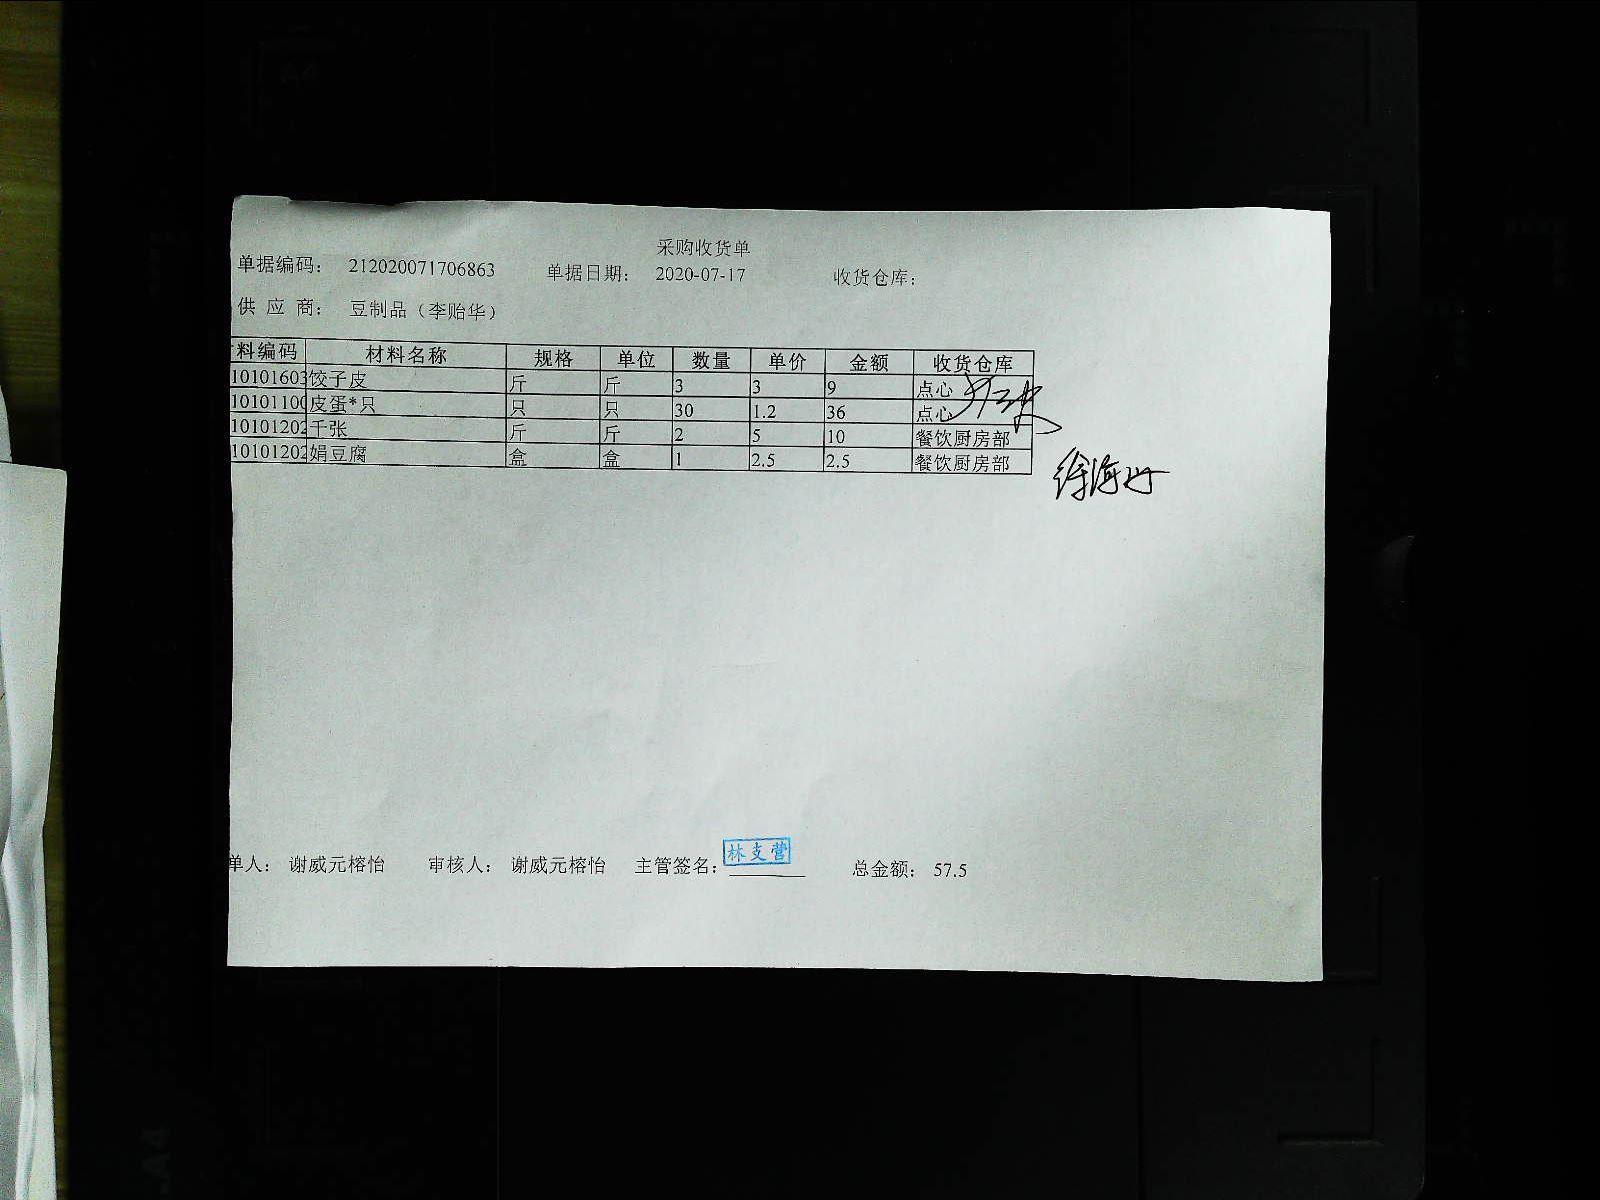 采购收货单
单据编码： 212020071706863 单据日期： 2020-07-17 收货仓库：
供 应 商： 豆制品（李贻华）
料编码 材料名称 规格 单位 数量 单价 金额 收货仓库
10101603 饺子皮 斤 斤 3 3 9 点心
10101100 皮蛋*只 只 只 30 1.2 36 点心
10101202 千张 斤 斤 2 5 10 餐饮厨房部
10101202 娟豆腐 盒 盒 1 2.5 2.5 餐饮厨房部
徐海丹
单人： 谢威元榕怡 审核人： 谢威元榕怡 主管签名： 林支营 总金额： 57.5